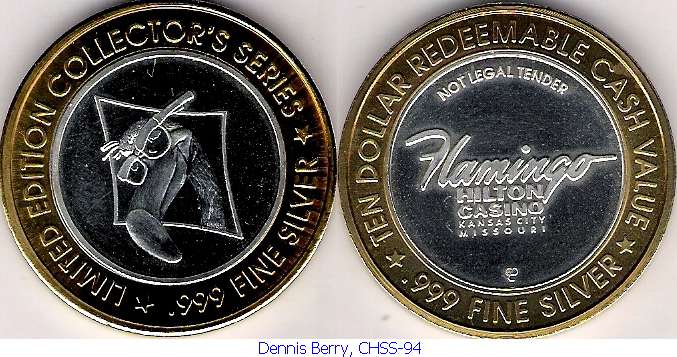 LIMITED EDITION COLLECTOR'S SERIES ★
★ .999 FINE SILVER
★ TEN DOLLAR REDEEMABLE CASH VALUE ★
NOT LEGAL TENDER
Flamingo
HILTON
CASINO
KANSAS CITY
MISSOURI
.999 FINE SILVER
Dennis Berry, CHSS-94